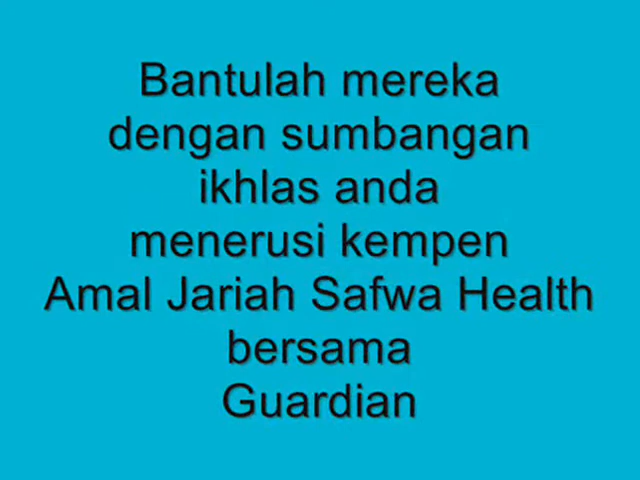 Bantulah mereka
dengan sumbangan
ikhlas anda
menerusi kempen
Amal Jariah Safwa Health
bersama
Guardian